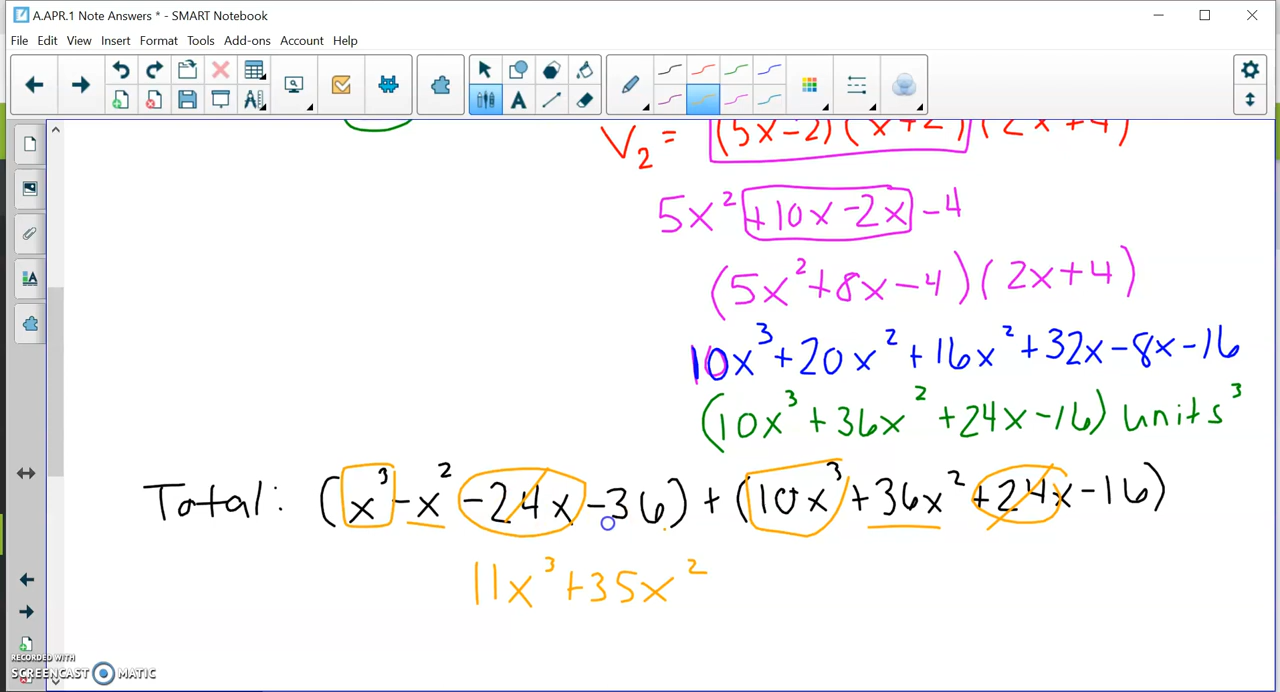 A.APR.1 Note Answers * - SMART Notebook
File Edit View Insert Format Tools Add-ons Account Help
V₂ = (5x-2)(x+2)(2x+4)
5x² +10x -2x -4
(5x²+8x-4)(2x+4)
10x³+20x²+16x²+32x-8x-16
(10x³+36x²+24x-16) units³
Total: (x³-x²-24x-36)+(10x³+36x²+24x-16)
11x³+35x²
RECORDED WITH
SCREENCAST MATIC